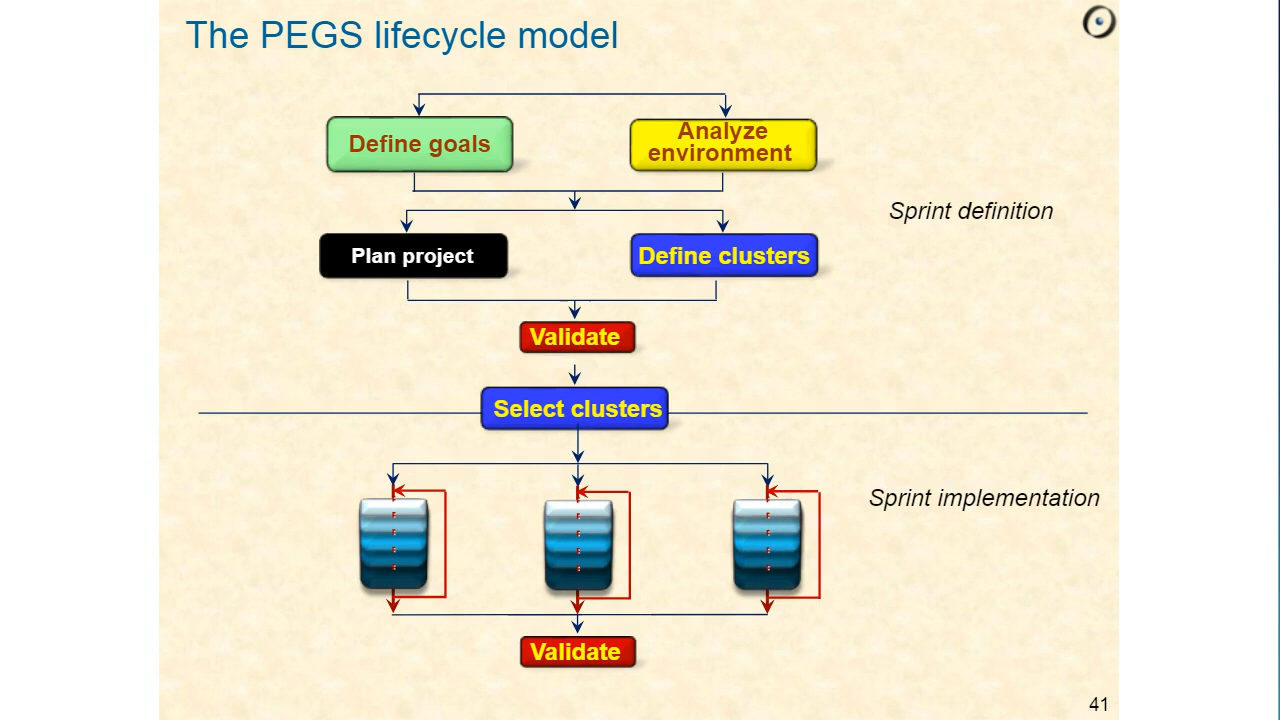 The PEGS lifecycle model
Define goals
Analyze
environment
Sprint definition
Plan project
Define clusters
Validate
Select clusters
Sprint implementation
Validate
41